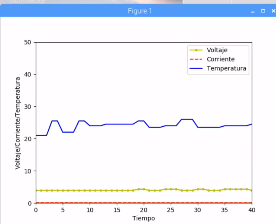 Figure 1
50
40
30
20
10
0
Voltaje
Corriente
Temperatura
Voltaje/Corriente/Temperatura
0 5 10 15 20 25 30 35 40
Tiempo